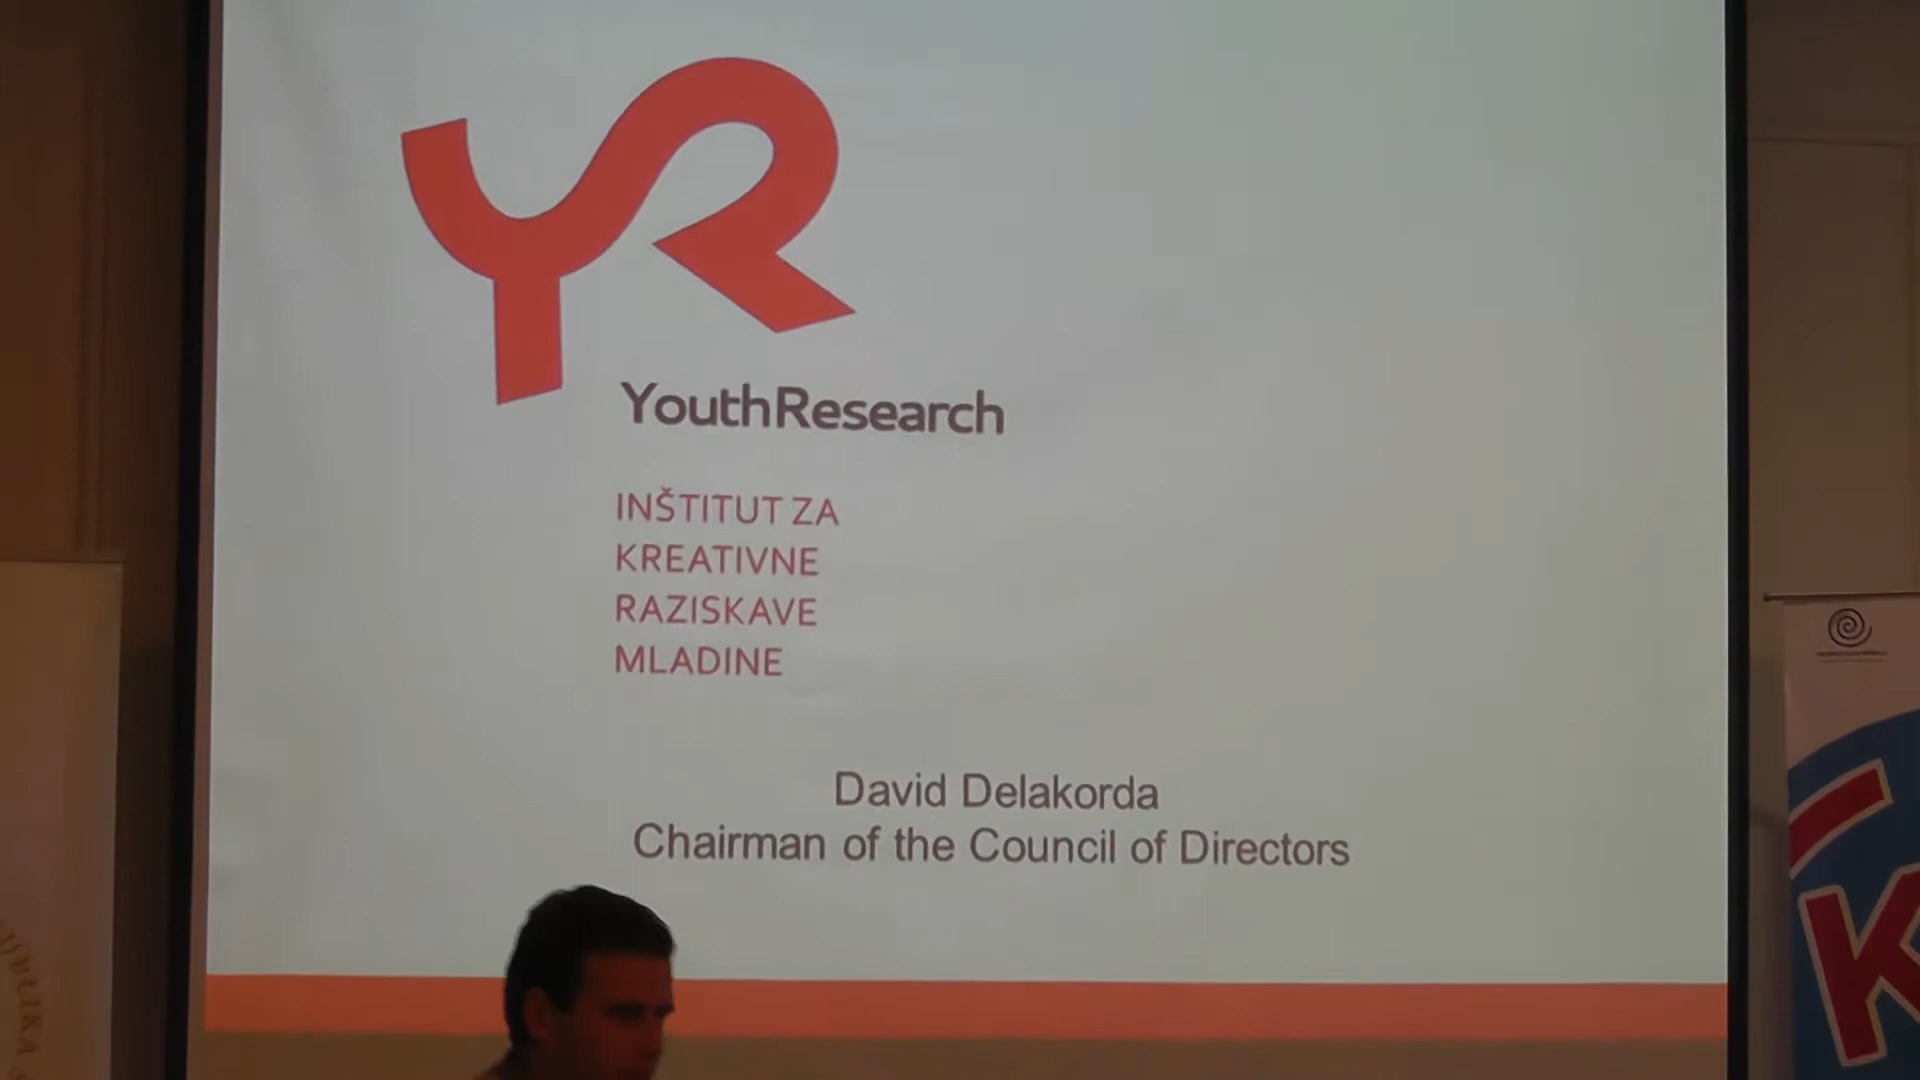 YR
YouthResearch
INŠTITUT ZA
KREATIVNE
RAZISKAVE
MLADINE
David Delakorda
Chairman of the Council of Directors
K